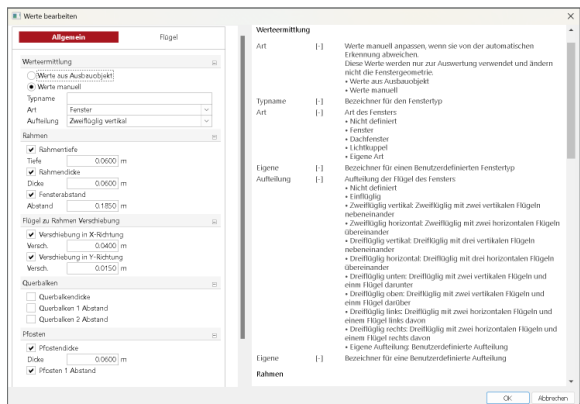 Werte bearbeiten
Allgemein
Flügel
Werteermittlung
Werte aus Ausbauobjekt
Werte manuell
Typname
Art Fenster
Aufteilung Zweiflüglig vertikal
Rahmen
Rahmentiefe
Tiefe 0.0600 m
Rahmendicke
Dicke 0.0600 m
Fensterabstand
Abstand 0.1850 m
Flügel zu Rahmen Verschiebung
Verschiebung in X-Richtung
Versch. 0.0400 m
Verschiebung in Y-Richtung
Versch. 0.0150 m
Querbalken
Querbalkendicke
Querbalken 1 Abstand
Querbalken 2 Abstand
Pfosten
Pfostendicke
Dicke 0.0600 m
Pfosten 1 Abstand
Werteermittlung
Art [-] Werte manuell anpassen, wenn sie von der automatischen
Erkennung abweichen.
Diese Werte werden nur zur Auswertung verwendet und ändern
nicht die Fenstergeometrie.
• Werte aus Ausbauobjekt
• Werte manuell
Typname [-] Bezeichner für den Fenstertyp
Art [-] Art des Fensters
• Nicht definiert
• Fenster
• Dachfenster
• Lichtkuppel
• Eigene Art
Eigene [-] Bezeichner für einen Benutzerdefinierten Fenstertyp
Aufteilung [-] Aufteilung der Flügel des Fensters
• Nicht definiert
• Einflüglig
• Zweiflüglig vertikal: Zweiflüglig mit zwei vertikalen Flügeln
nebeneinander
• Zweiflüglig horizontal: Zweiflüglig mit zwei horizontalen Flügeln
übereinander
• Dreiflüglig vertikal: Dreiflüglig mit drei vertikalen Flügeln
nebeneinander
• Dreiflüglig horizontal: Dreiflüglig mit drei horizontalen Flügeln
übereinander
• Dreiflüglig unten: Dreiflüglig mit zwei vertikalen Flügeln und
einm Flügel darunter
• Dreiflüglig oben: Dreiflüglig mit zwei vertikalen Flügeln und
einm Flügel darüber
• Dreiflüglig links: Dreiflüglig mit zwei horizontalen Flügeln und
einem Flügel links davon
• Dreiflüglig rechts: Dreiflüglig mit zwei horizontalen Flügeln und
einem Flügel rechts davon
• Eigene Aufteilung: Benutzerdefinierte Aufteilung
Eigene [-] Bezeichner für eine Benutzerdefinierte Aufteilung
Rahmen
OK
Abbrechen